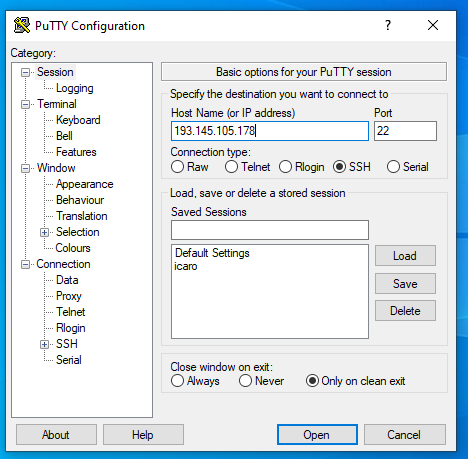 PuTTY Configuration
?
Category:
Session
Logging
Terminal
Keyboard
Bell
Features
Window
Appearance
Behaviour
Translation
Selection
Colours
Connection
Data
Proxy
Telnet
Rlogin
SSH
Serial
Basic options for your PuTTY session
Specify the destination you want to connect to
Host Name (or IP address) Port
193.145.105.178 22
Connection type:
Raw Telnet Rlogin SSH Serial
Load, save or delete a stored session
Saved Sessions
Default Settings
icaro
Load
Save
Delete
Close window on exit:
Always Never Only on clean exit
About Help Open Cancel